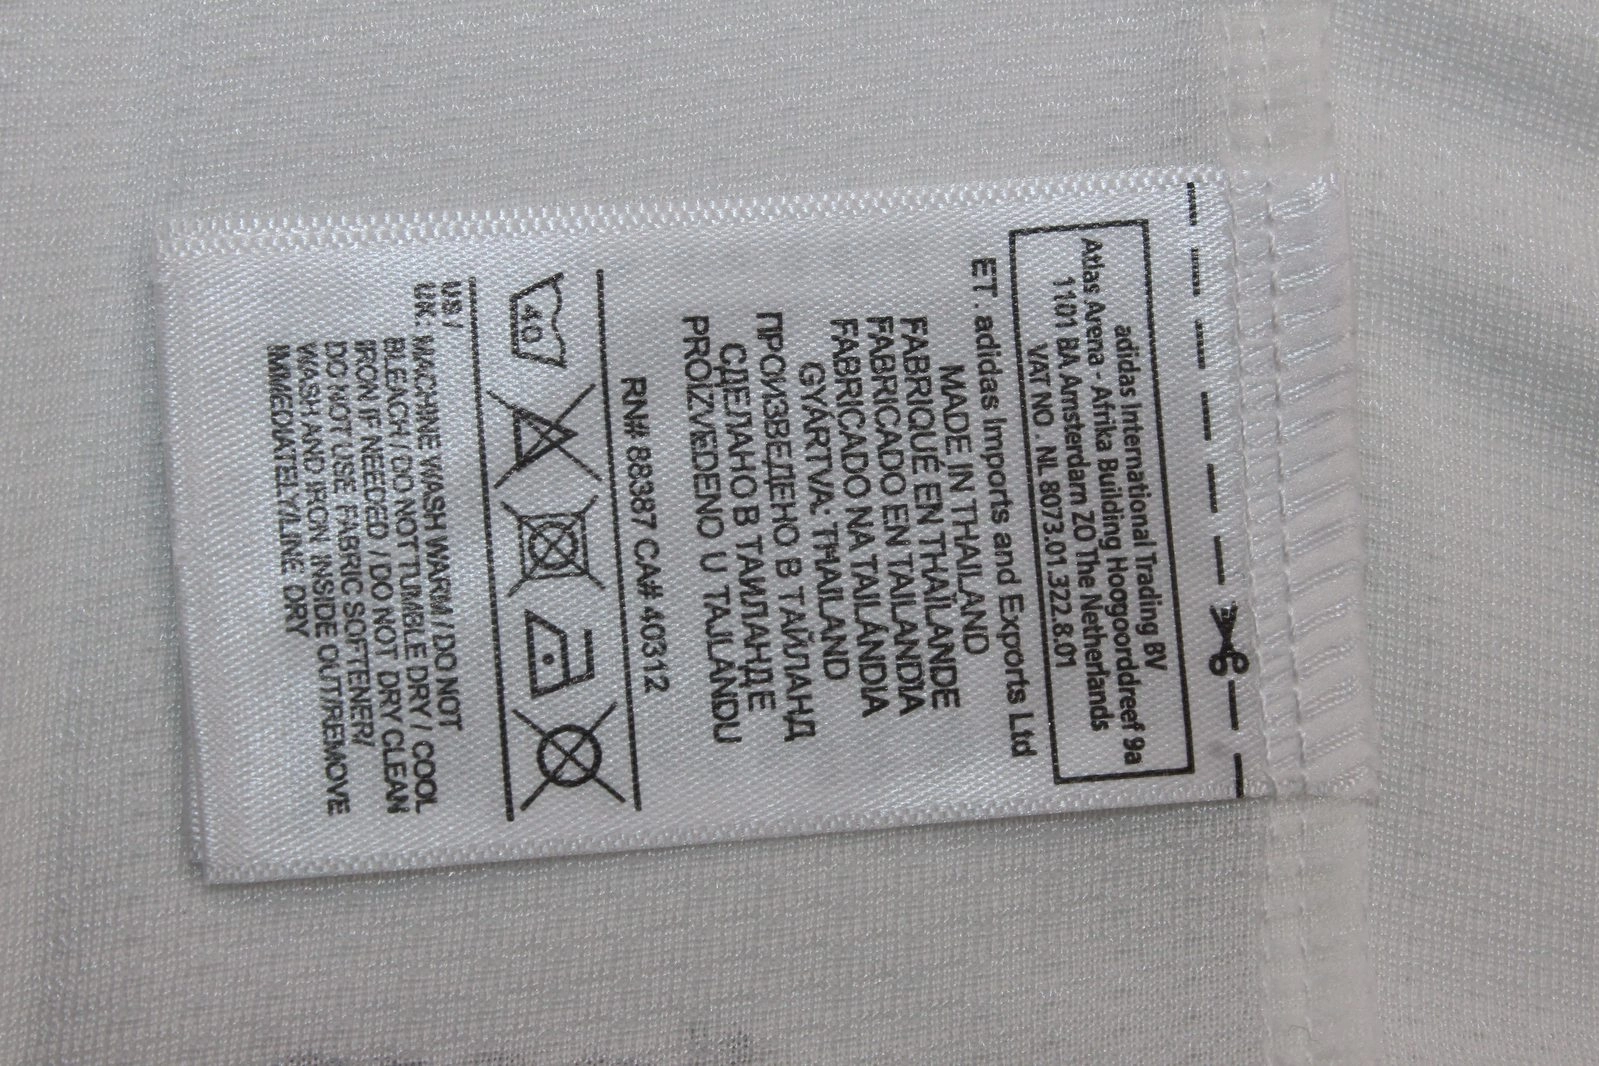 adidas International Trading BV
Atlas Arena - Afrika Building Hoogoorddreef 9a
1101 BA Amsterdam ZO The Netherlands
VAT NO . NL 8073.01.322.8.01
ET. adidas Imports and Exports Ltd
MADE IN THAILAND
FABRIQUÉ EN THAÏLANDE
FABRICADO EN TAILANDIA
FABRICADO NA TAILÂNDIA
GYÁRTVA: THAILAND
ПРОИЗВЕДЕНО В ТАЙЛАНД
СДЕЛАНО В ТАИЛАНДЕ
PROIZVEDENO U TAJLANDU
RN# 88387 CA# 40312
40
US /
UK : MACHINE WASH WARM / DO NOT
BLEACH / DO NOT TUMBLE DRY / COOL
IRON IF NEEDED / DO NOT DRY CLEAN
DO NOT USE FABRIC SOFTENER/
WASH AND IRON INSIDE OUT/REMOVE
IMMEDIATELY/LINE DRY